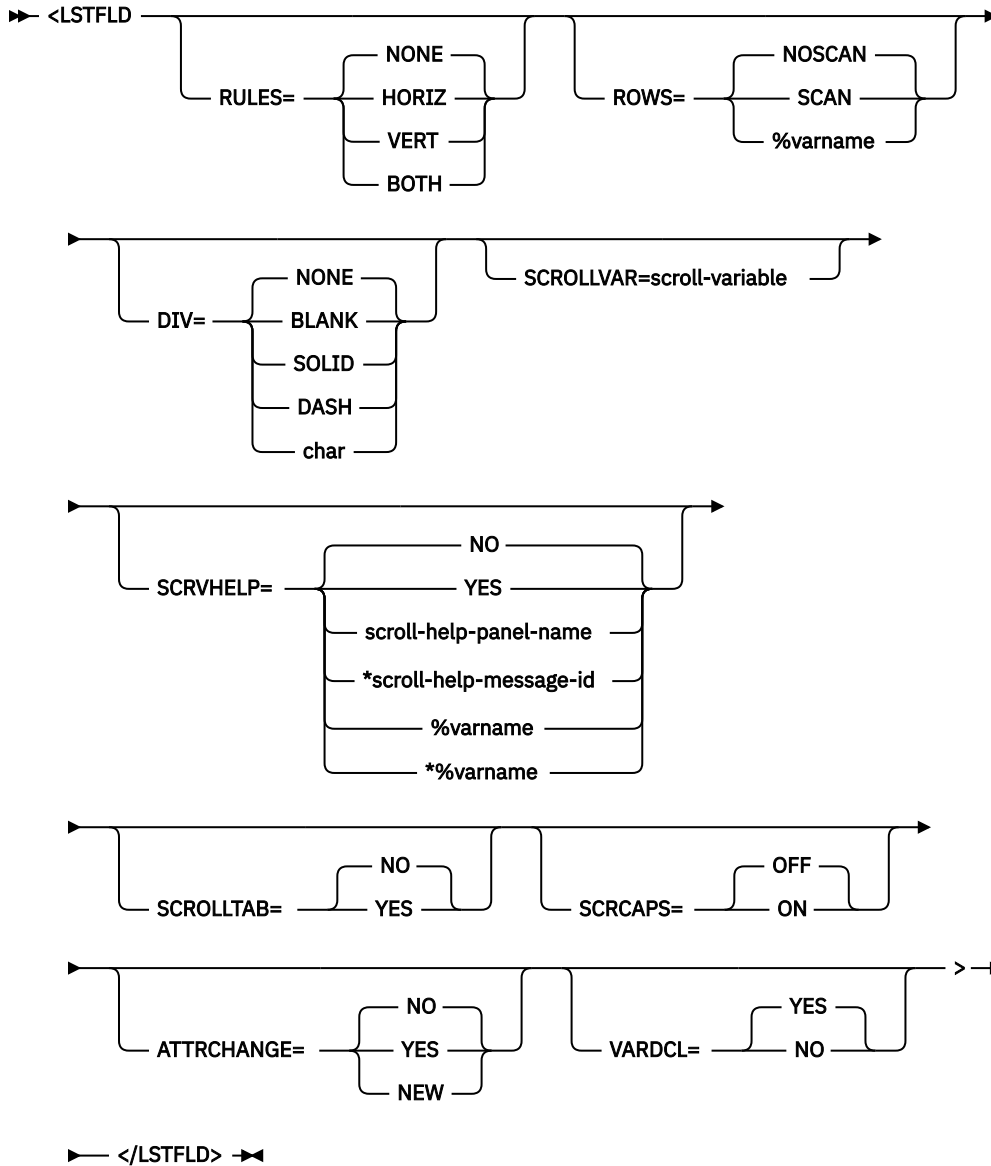 <LSTFLD
NONE
RULES= HORIZ
VERT
BOTH
NOSCAN
ROWS= SCAN
%varname
NONE
DIV= BLANK
SOLID
DASH
char
SCROLLVAR=scroll-variable
NO
SCRVHELP= YES
scroll-help-panel-name
*scroll-help-message-id
%varname
*%varname
NO
SCROLLTAB= YES
OFF
SCRCAPS= ON
NO
ATTRCHANGE= YES
NEW
YES
VARDCL= NO
>
</LSTFLD>